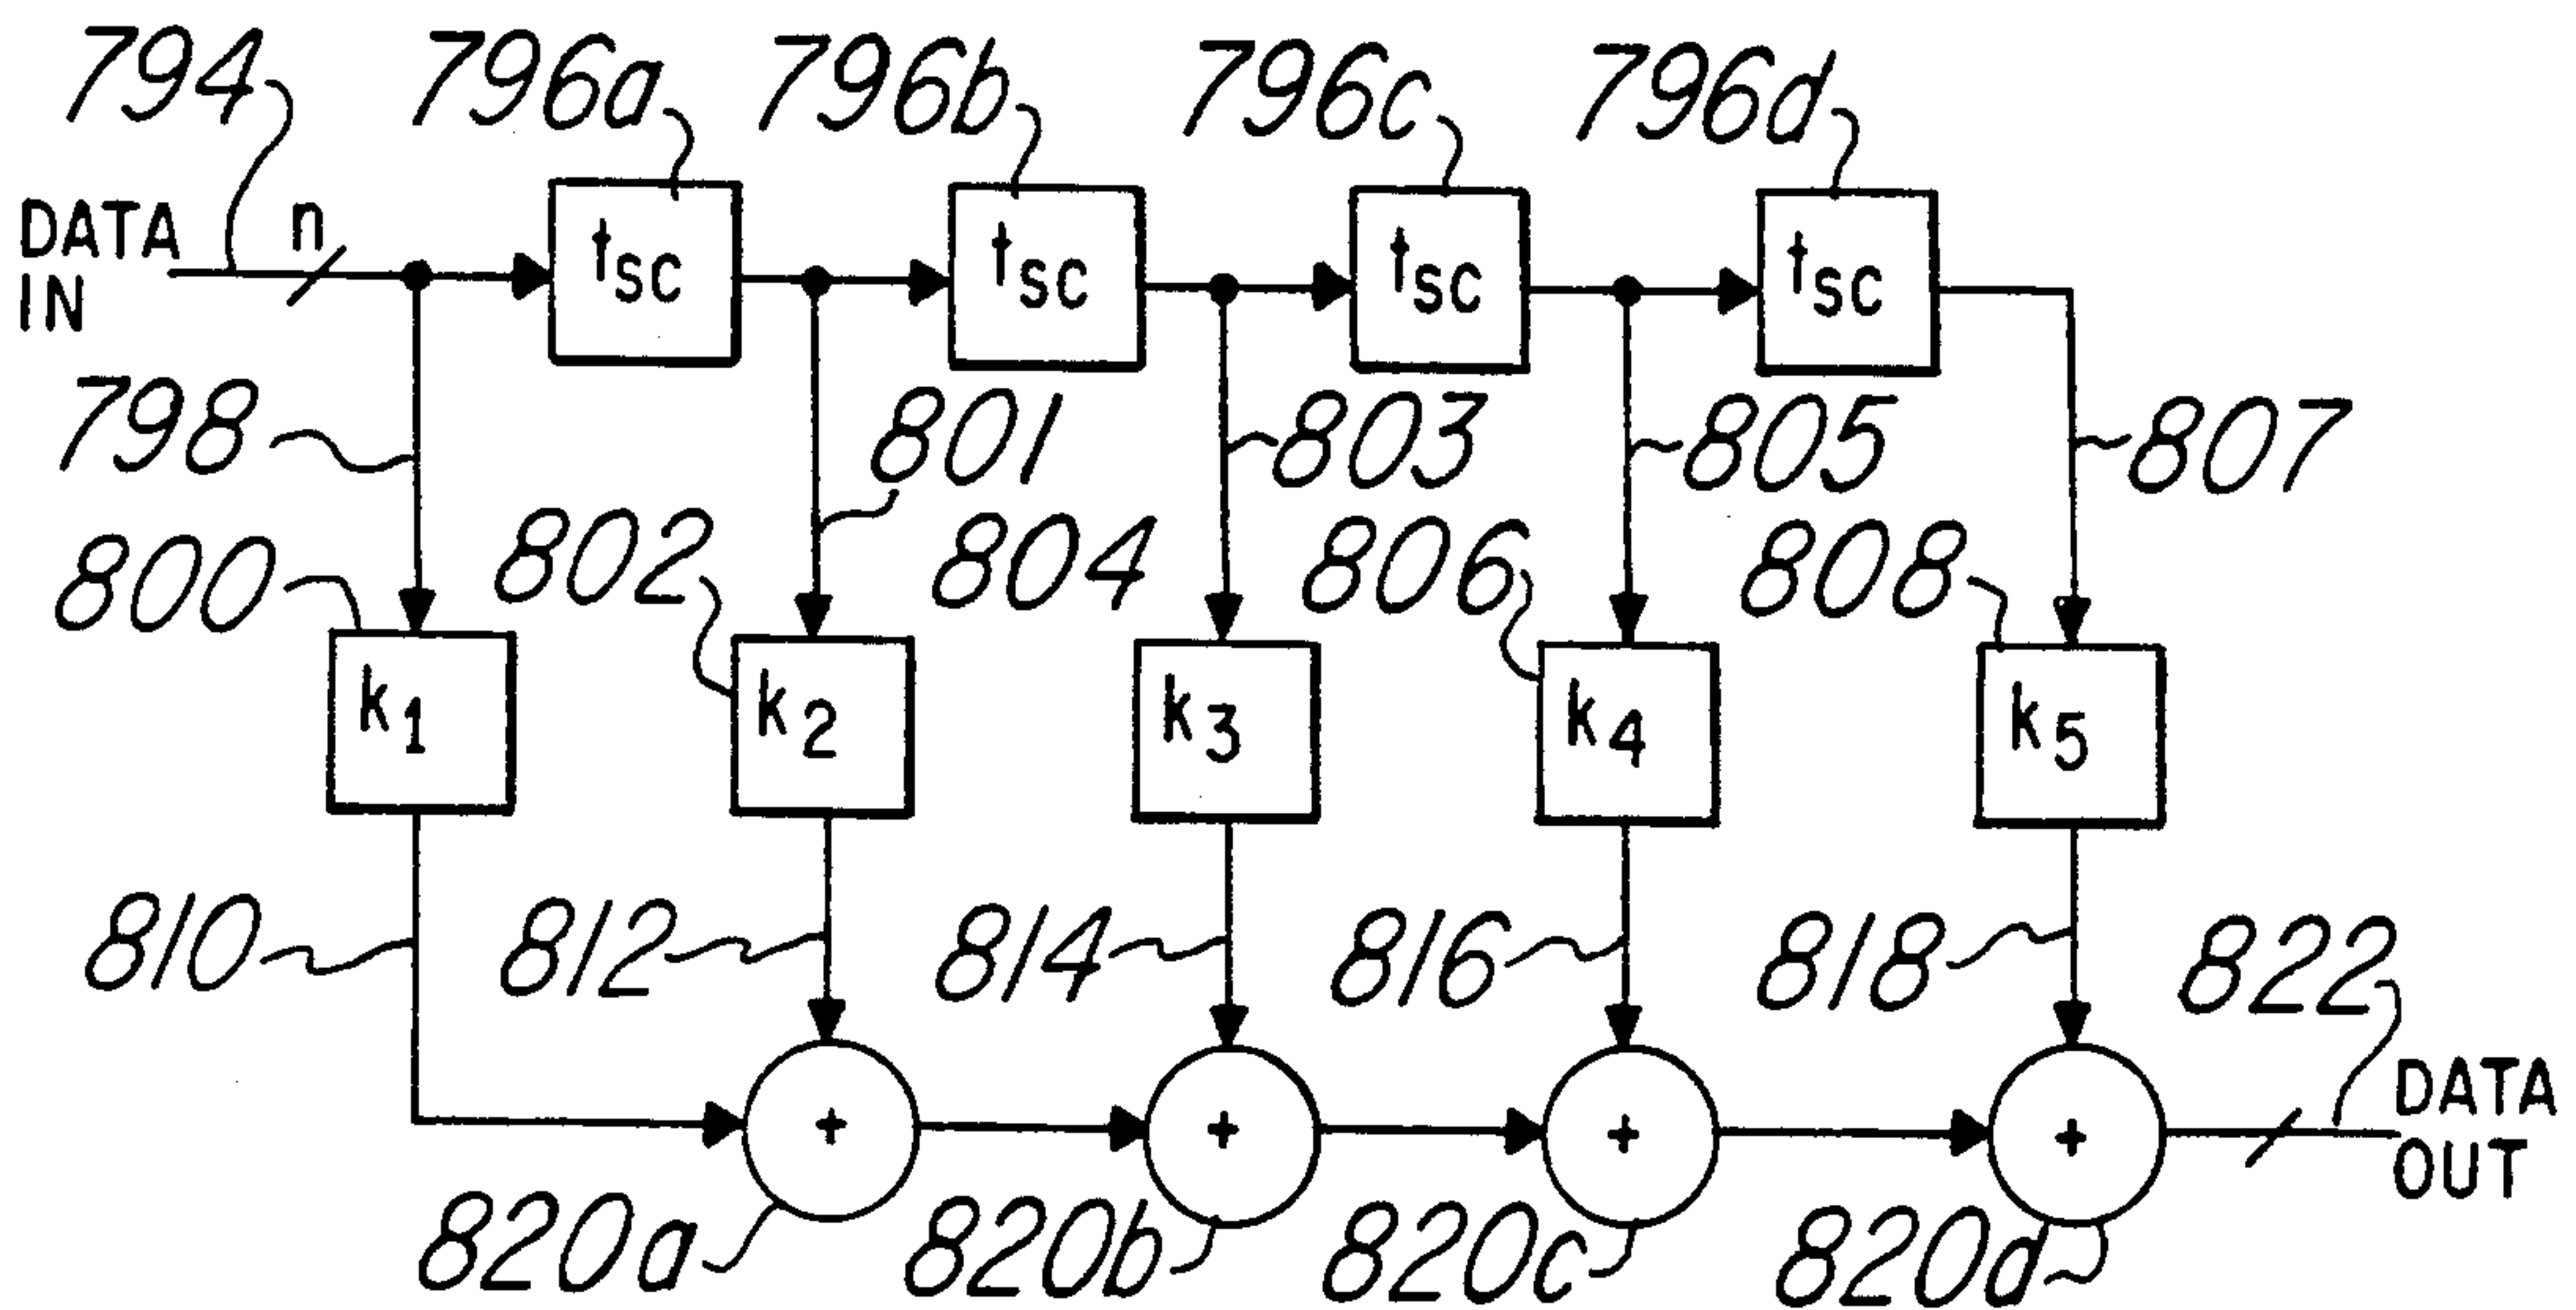 794 796a 796b 796c 796d
DATA IN
n
tSC tSC tSC tSC
798 801 803 805 807
800 802 804 806 808
k1 k2 k3 k4 k5
810 812 814 816 818 822
+ + + +
DATA OUT
820a 820b 820c 820d